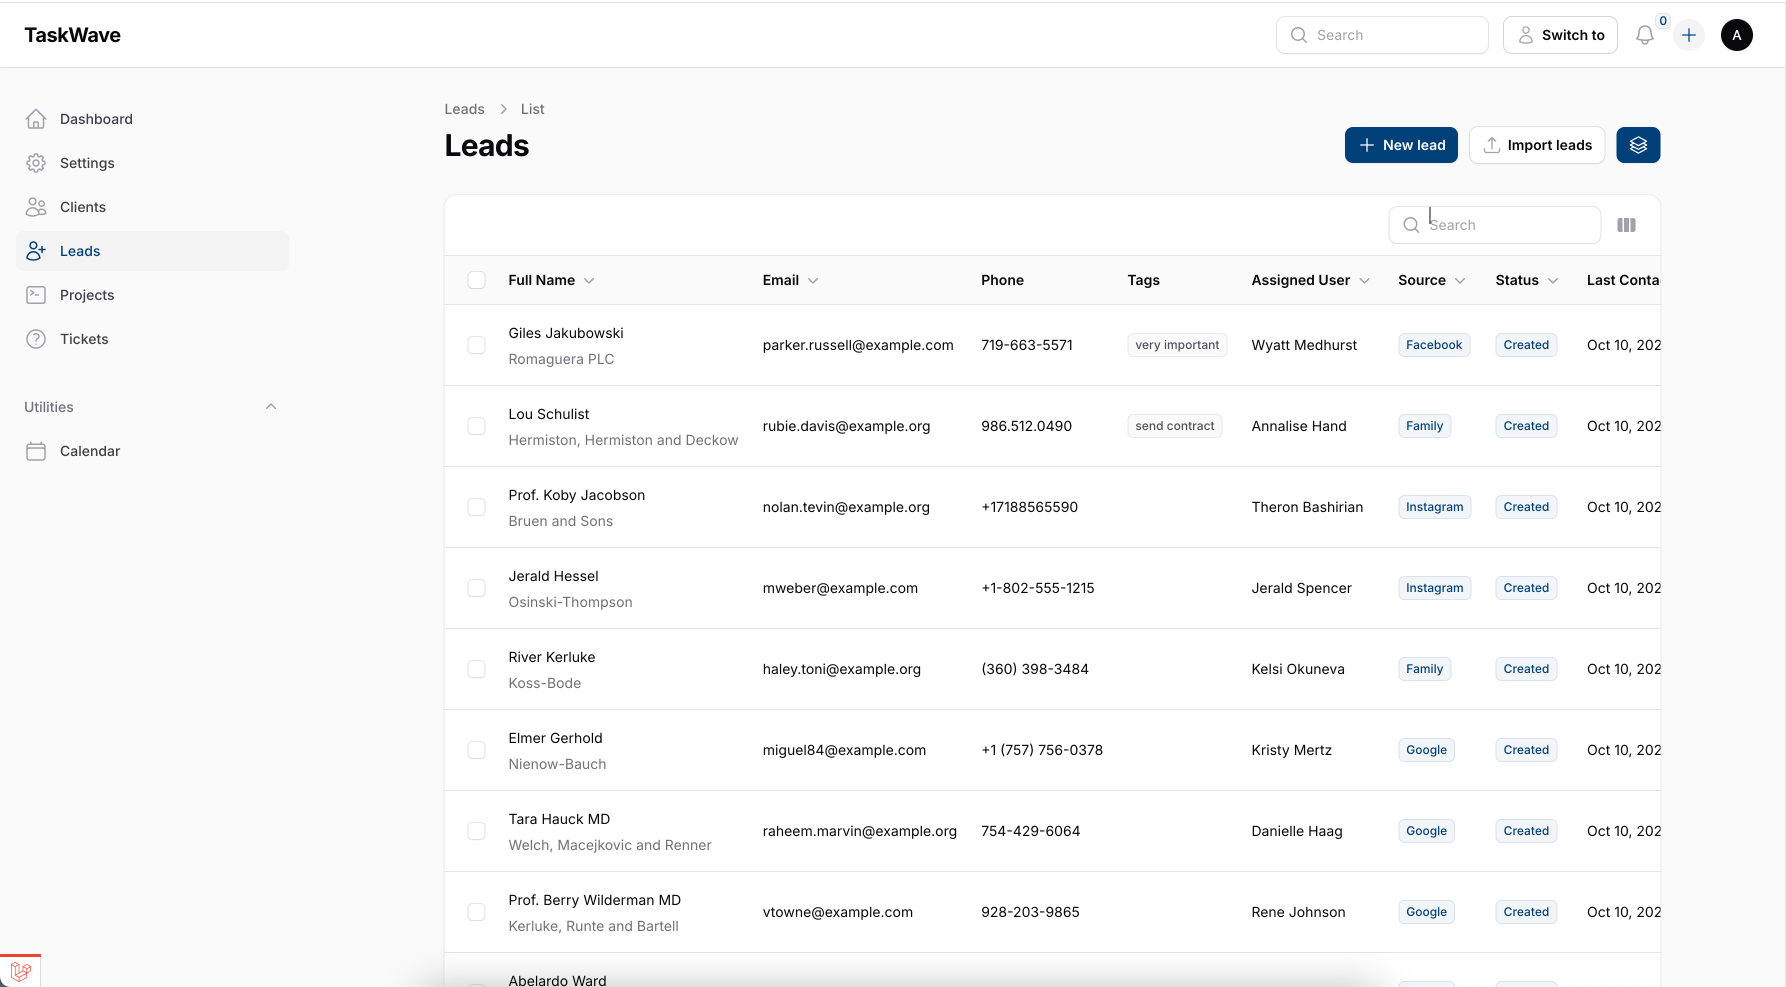 TaskWave
Search
Switch to
0
A
Dashboard
Settings
Clients
Leads
Projects
Tickets
Utilities
Calendar
Leads > List
Leads
New lead
Import leads
Search
Full Name Email Phone Tags Assigned User Source Status Last Conta
Giles Jakubowski
Romaguera PLC
parker.russell@example.com 719-663-5571 very important Wyatt Medhurst Facebook Created Oct 10, 202
Lou Schulist
Hermiston, Hermiston and Deckow
rubie.davis@example.org 986.512.0490 send contract Annalise Hand Family Created Oct 10, 202
Prof. Koby Jacobson
Bruen and Sons
nolan.tevin@example.org +17188565590 Theron Bashirian Instagram Created Oct 10, 202
Jerald Hessel
Osinski-Thompson
mweber@example.com +1-802-555-1215 Jerald Spencer Instagram Created Oct 10, 202
River Kerluke
Koss-Bode
haley.toni@example.org (360) 398-3484 Kelsi Okuneva Family Created Oct 10, 202
Elmer Gerhold
Nienow-Bauch
miguel84@example.com +1 (757) 756-0378 Kristy Mertz Google Created Oct 10, 202
Tara Hauck MD
Welch, Macejkovic and Renner
raheem.marvin@example.org 754-429-6064 Danielle Haag Google Created Oct 10, 202
Prof. Berry Wilderman MD
Kerluke, Runte and Bartell
vtowne@example.com 928-203-9865 Rene Johnson Google Created Oct 10, 202
Abelardo Ward